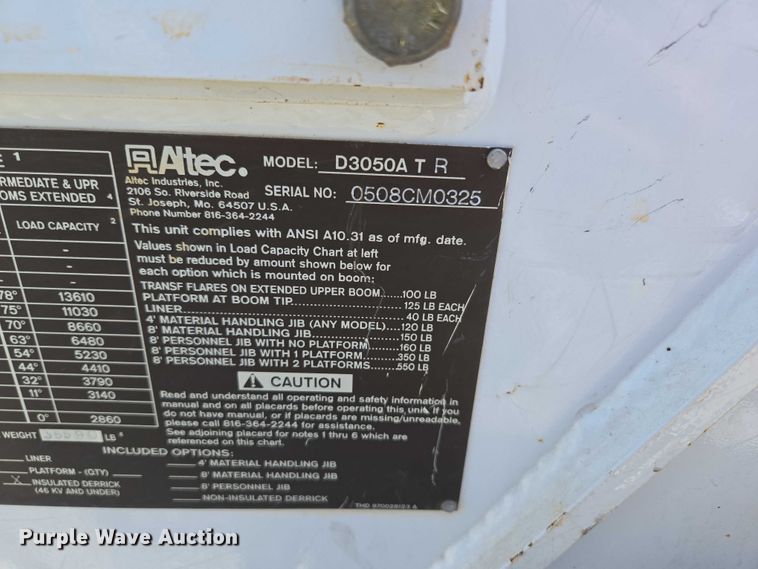 E 1
RMEDIATE & UPR
OMS EXTENDED 4
LOAD CAPACITY 2
-
-
-
78° 13610
75° 11030
70° 8660
63° 6480
54° 5230
44° 4410
32° 3790
11° 3140
0° 2860
WEIGHT LB
LINER
PLATFORM - (QTY)
X INSULATED DERRICK
(46 KV AND UNDER)
Altec.
Altec Industries, Inc.
2106 So. Riverside Road
St. Joseph, Mo. 64507 U.S.A.
Phone Number 816-364-2244
MODEL: D3050A T R
SERIAL NO: 0508CM0325
This unit complies with ANSI A10.31 as of mfg. date.
Values shown in Load Capacity Chart at left
must be reduced by amount shown below for
each option which is mounted on boom:
TRANSF FLARES ON EXTENDED UPPER BOOM 100 LB
PLATFORM AT BOOM TIP 125 LB EACH
LINER 40 LB EACH
4' MATERIAL HANDLING JIB (ANY MODEL) 120 LB
8' MATERIAL HANDLING JIB 150 LB
8' PERSONNEL JIB WITH NO PLATFORM 160 LB
8' PERSONNEL JIB WITH 1 PLATFORM 350 LB
8' PERSONNEL JIB WITH 2 PLATFORMS 550 LB
CAUTION
Read and understand all operating and safety information in
manual and on all placards before operating this unit. If you
do not have manual, or if placards are missing/unreadable,
please call 816-364-2244 for assistance.
See adjoining placard for notes 1 thru 6 which are
referenced on this chart.
INCLUDED OPTIONS:
4' MATERIAL HANDLING JIB
8' MATERIAL HANDLING JIB
8' PERSONNEL JIB
NON-INSULATED DERRICK
THD 970029123 A
Purple Wave Auction